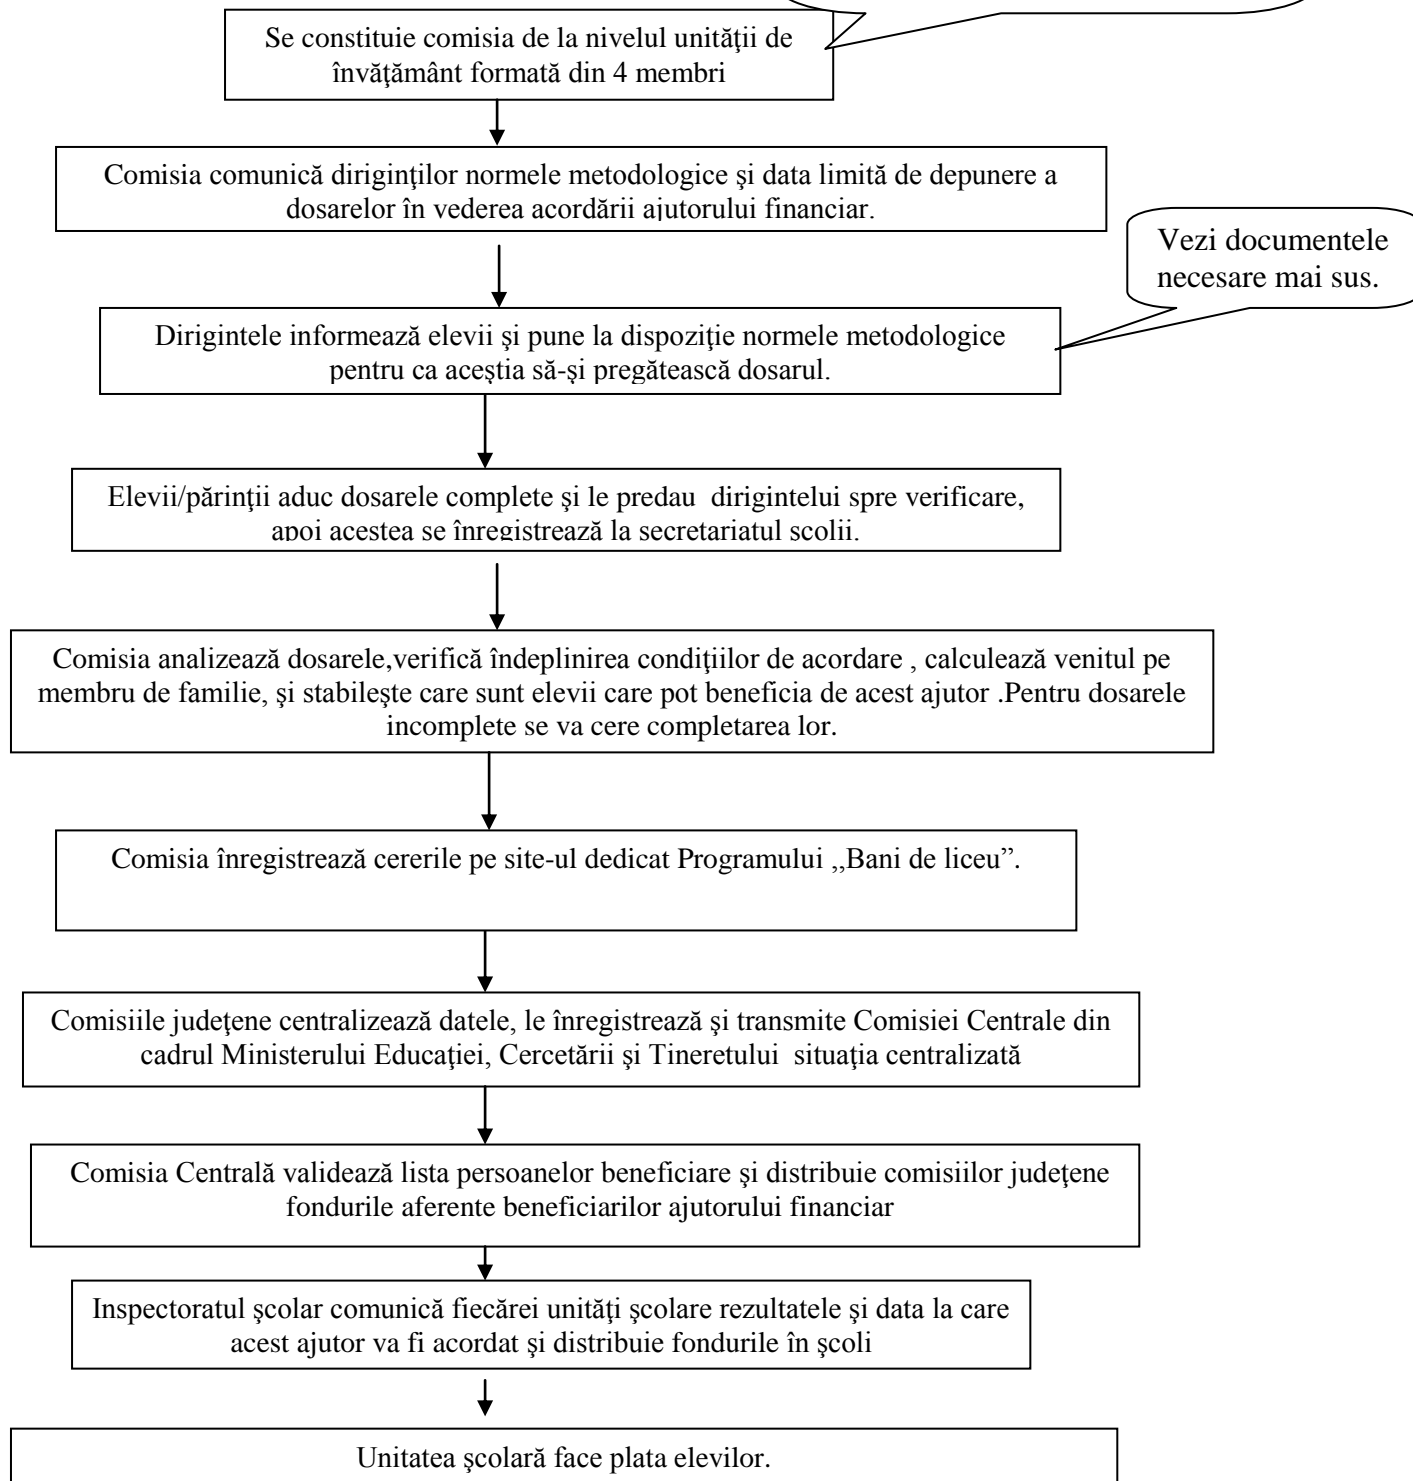 Se constituie comisia de la nivelul unităţii de
învăţământ formată din 4 membri
Comisia comunică diriginţilor normele metodologice şi data limită de depunere a
dosarelor în vederea acordării ajutorului financiar.
Vezi documentele
necesare mai sus.
Dirigintele informează elevii şi pune la dispoziţie normele metodologice
pentru ca aceştia să-şi pregătească dosarul.
Elevii/părinţii aduc dosarele complete şi le predau  dirigintelui spre verificare,
apoi acestea se înregistrează la secretariatul şcolii.
Comisia analizează dosarele,verifică îndeplinirea condiţiilor de acordare , calculează venitul pe
membru de familie, şi stabileşte care sunt elevii care pot beneficia de acest ajutor .Pentru dosarele
incomplete se va cere completarea lor.
Comisia înregistrează cererile pe site-ul dedicat Programului ,,Bani de liceu”.
Comisiile judeţene centralizează datele, le înregistrează şi transmite Comisiei Centrale din
cadrul Ministerului Educaţiei, Cercetării şi Tineretului  situaţia centralizată
Comisia Centrală validează lista persoanelor beneficiare şi distribuie comisiilor judeţene
fondurile aferente beneficiarilor ajutorului financiar
Inspectoratul şcolar comunică fiecărei unităţi şcolare rezultatele şi data la care
acest ajutor va fi acordat şi distribuie fondurile în şcoli
Unitatea şcolară face plata elevilor.